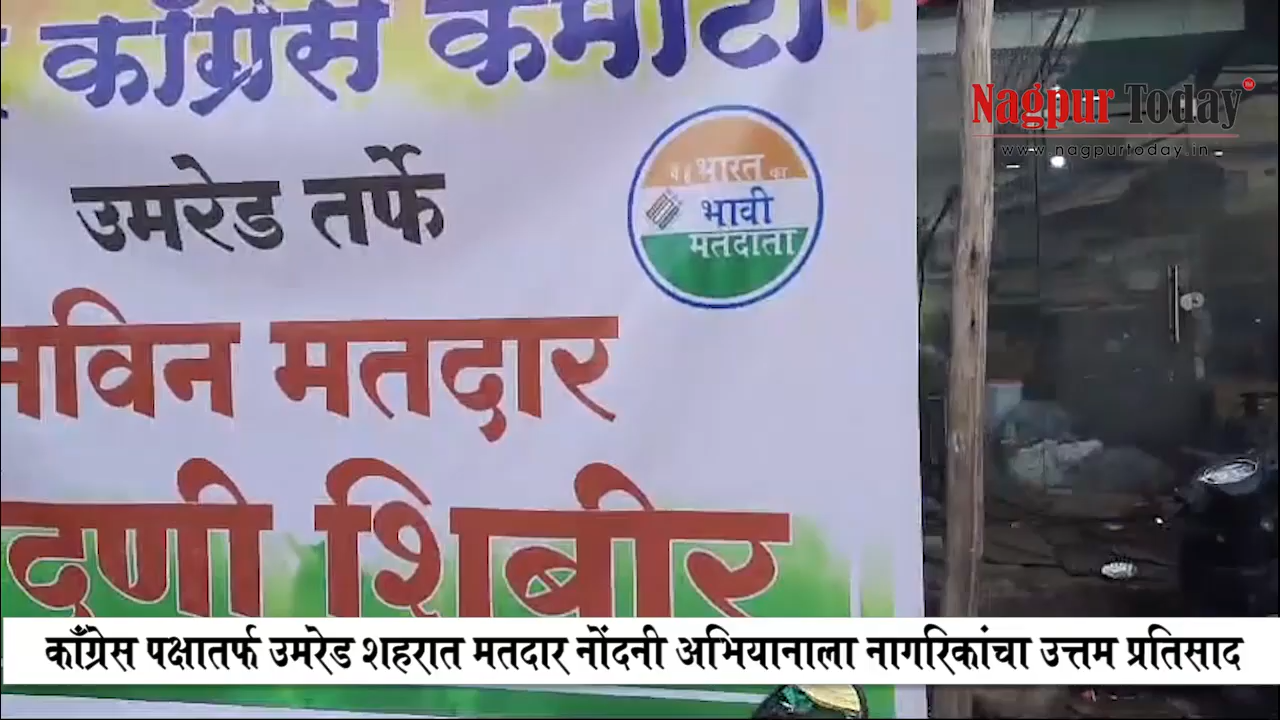 काँग्रेस कमीटी
Nagpur Today
www.nagpurtoday.in
भारत का
भावी
मतदाता
उमरेड तर्फे
नविन मतदार
शिबीर
काँग्रेस पक्षातर्फ उमरेड शहरात मतदार नोंदनी अभियानाला नागरिकांचा उत्तम प्रतिसाद